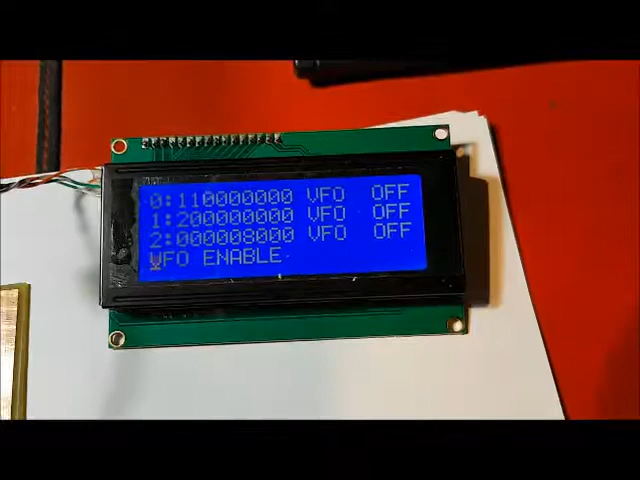 0:110000000 VFO OFF
1:200000000 VFO OFF
2:000008000 VFO OFF
VFO ENABLE